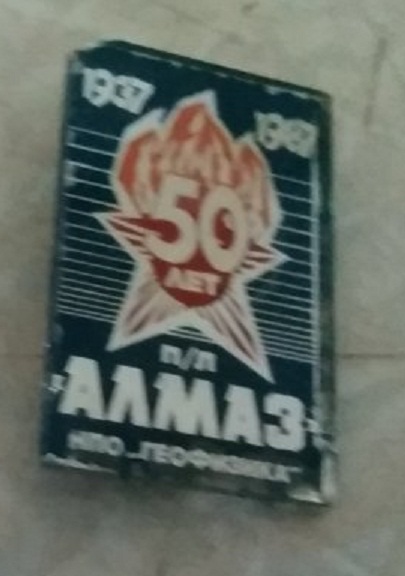 1937 1987
50
ЛЕТ
п/л
"АЛМАЗ"
НПО „ГЕОФИЗИКА"